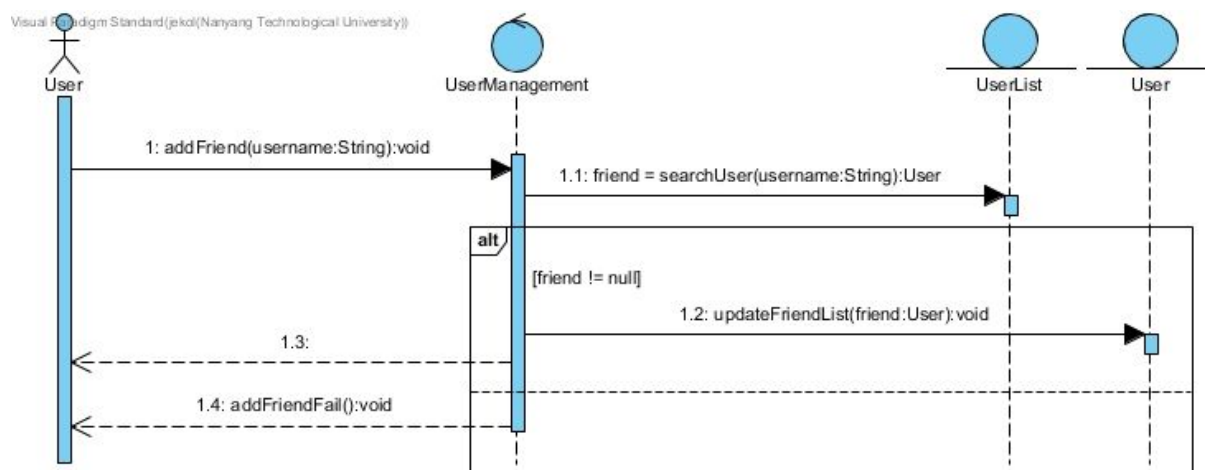 Visual Paradigm Standard(jekol(Nanyang Technological University))
User
UserManagement
UserList
User
1: addFriend(username:String):void
1.1: friend = searchUser(username:String):User
alt
[friend != null]
1.2: updateFriendList(friend:User):void
1.3:
1.4: addFriendFail():void